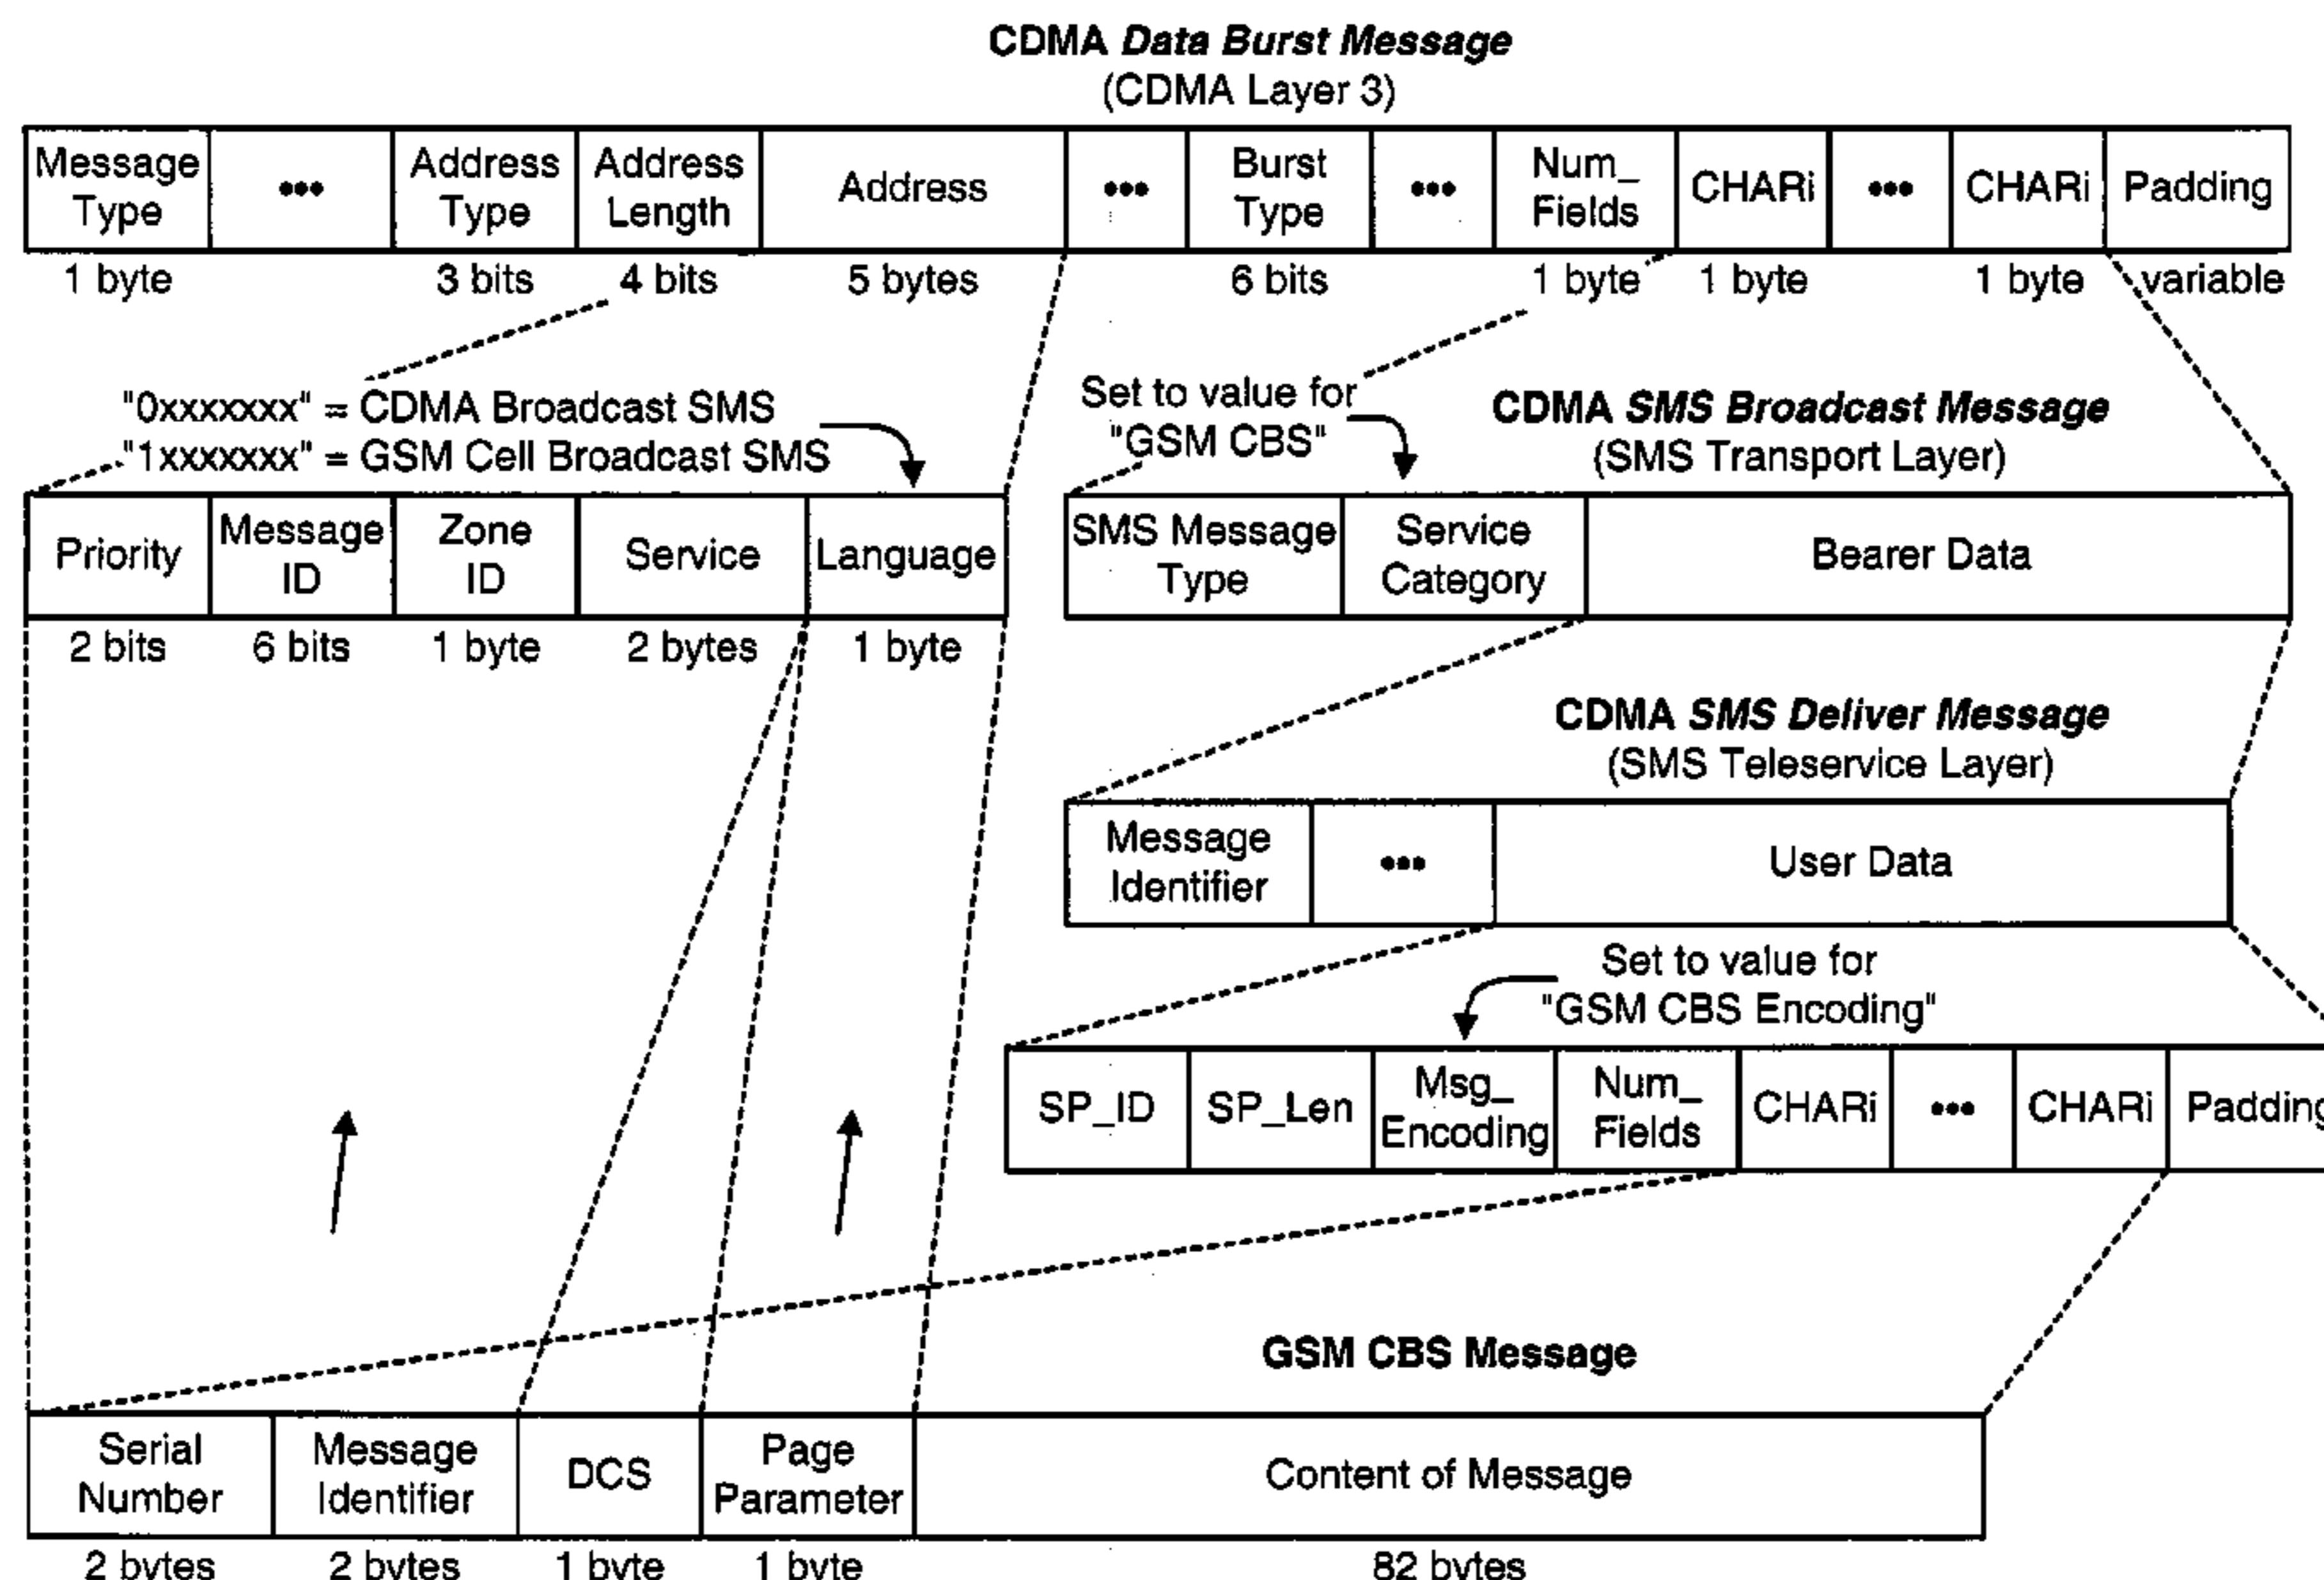 CDMA Data Burst Message
(CDMA Layer 3)
Message Type ••• Address Type Address Length Address ••• Burst Type ••• Num_ Fields CHARi ••• CHARi Padding
1 byte 3 bits 4 bits 5 bytes 6 bits 1 byte 1 byte 1 byte variable
"0xxxxxxx" = CDMA Broadcast SMS
"1xxxxxxx" = GSM Cell Broadcast SMS
Set to value for
"GSM CBS"
CDMA SMS Broadcast Message
(SMS Transport Layer)
Priority Message ID Zone ID Service Language
2 bits 6 bits 1 byte 2 bytes 1 byte
SMS Message Type Service Category Bearer Data
CDMA SMS Deliver Message
(SMS Teleservice Layer)
Message Identifier ••• User Data
Set to value for
"GSM CBS Encoding"
SP_ID SP_Len Msg_ Encoding Num_ Fields CHARi ••• CHARi Padding
GSM CBS Message
Serial Number Message Identifier DCS Page Parameter Content of Message
2 bytes 2 bytes 1 byte 1 byte 82 bytes